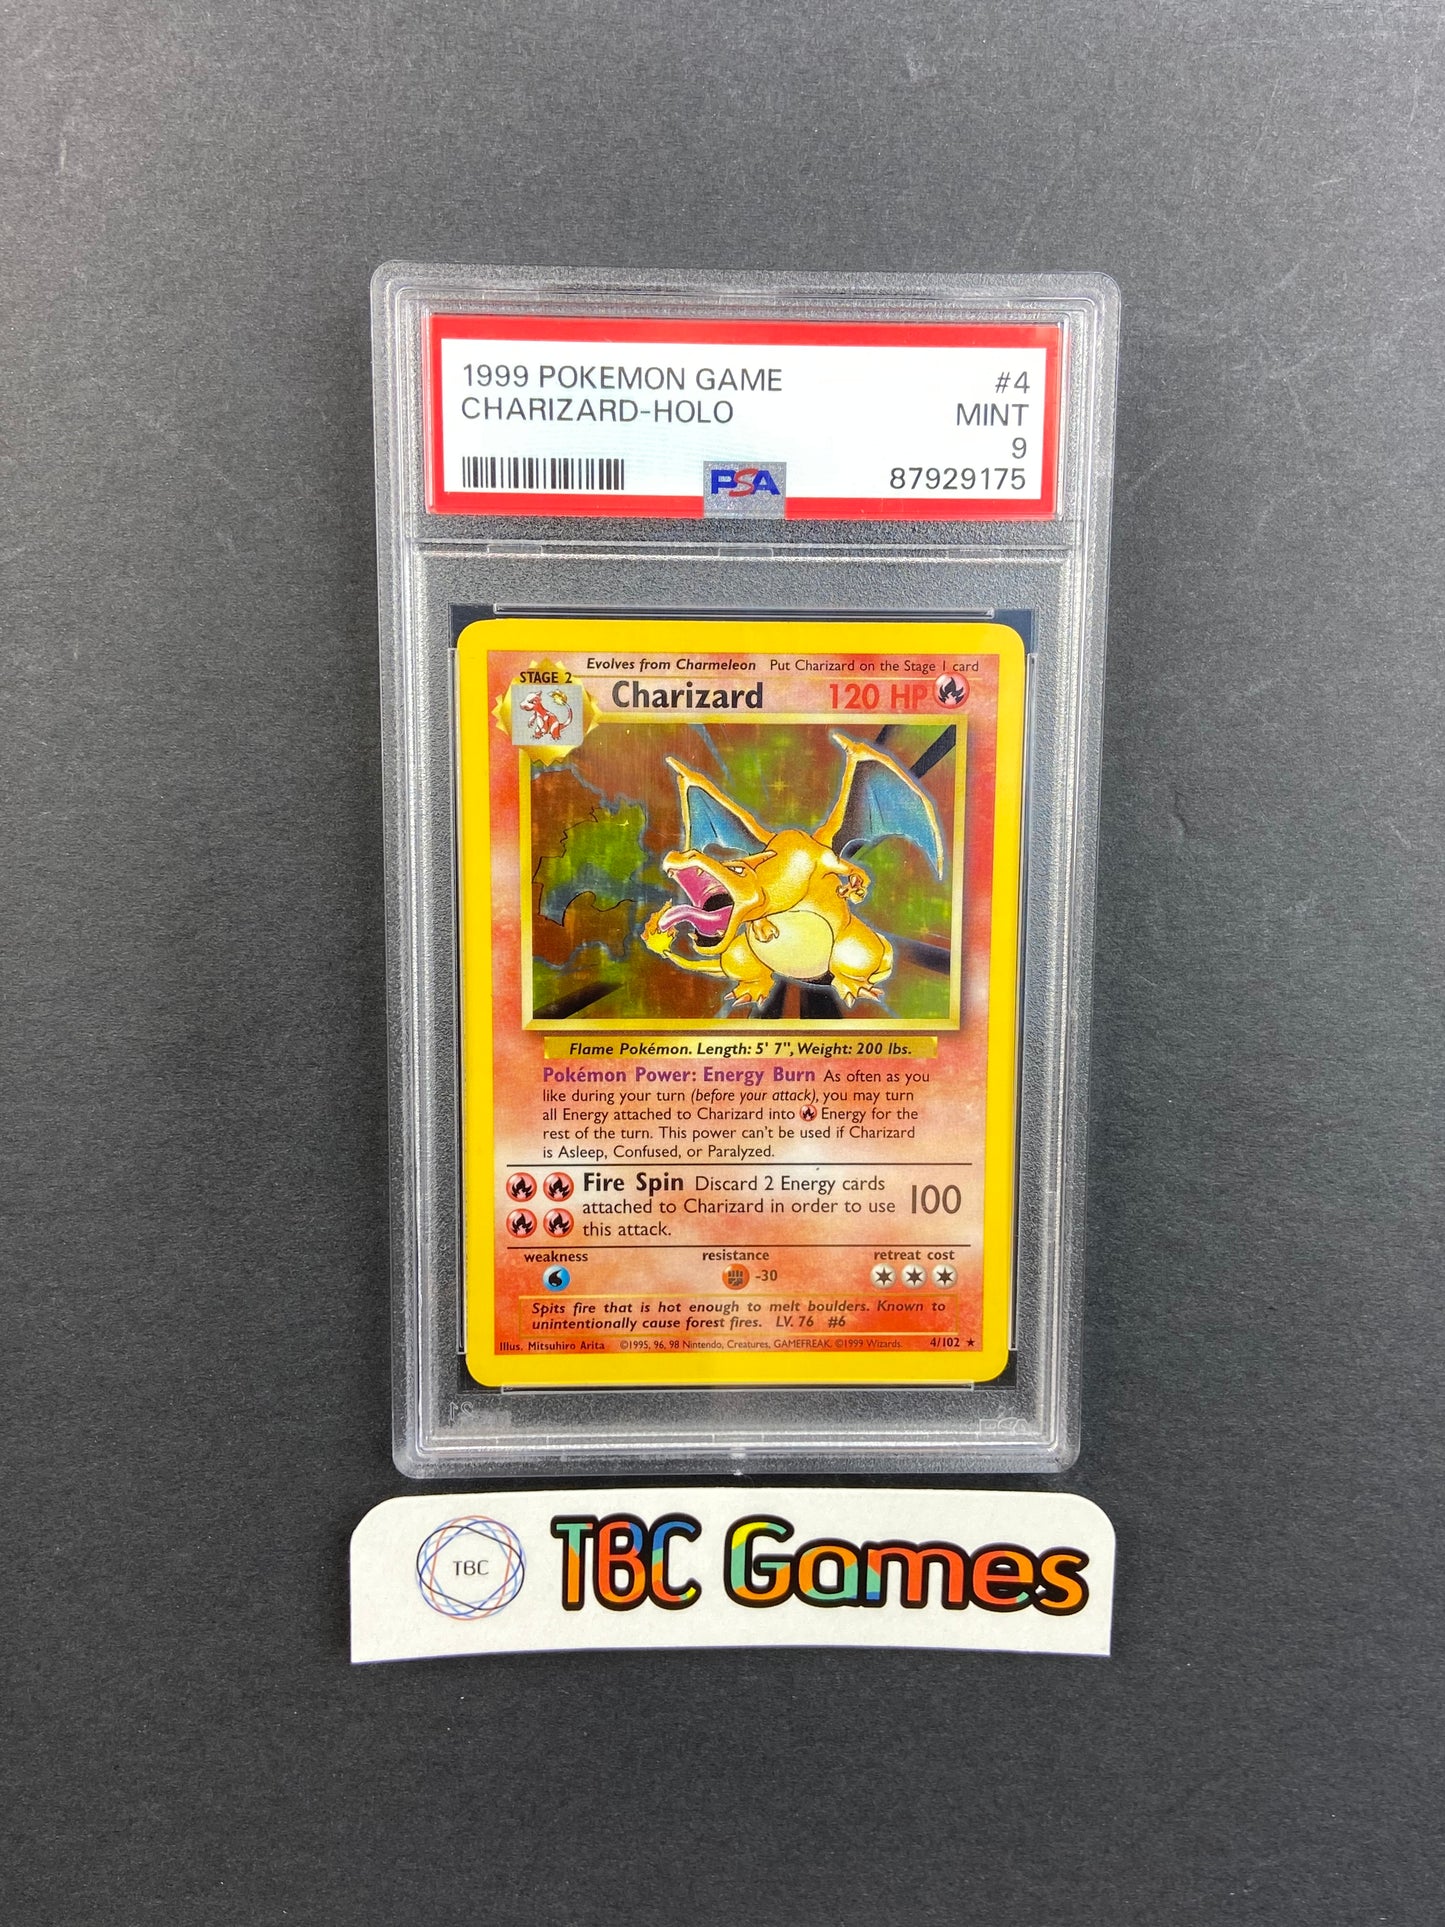 1999 POKEMON GAME #4
CHARIZARD-HOLO MINT
9
PSA 87929175
Evolves from Charmeleon Put Charizard on the Stage 1 card
STAGE 2
Charizard 120 HP
Flame Pokémon. Length: 5' 7", Weight: 200 lbs.
Pokémon Power: Energy Burn As often as you
like during your turn (before your attack), you may turn
all Energy attached to Charizard into Energy for the
rest of the turn. This power can't be used if Charizard
is Asleep, Confused, or Paralyzed.
Fire Spin Discard 2 Energy cards
attached to Charizard in order to use 100
this attack.
weakness resistance retreat cost
-30
Spits fire that is hot enough to melt boulders. Known to
unintentionally cause forest fires. LV. 76 #6
Illus. Mitsuhiro Arita ©1995, 96, 98 Nintendo, Creatures, GAMEFREAK. ©1999 Wizards. 4/102 ★
TBC TBC Games